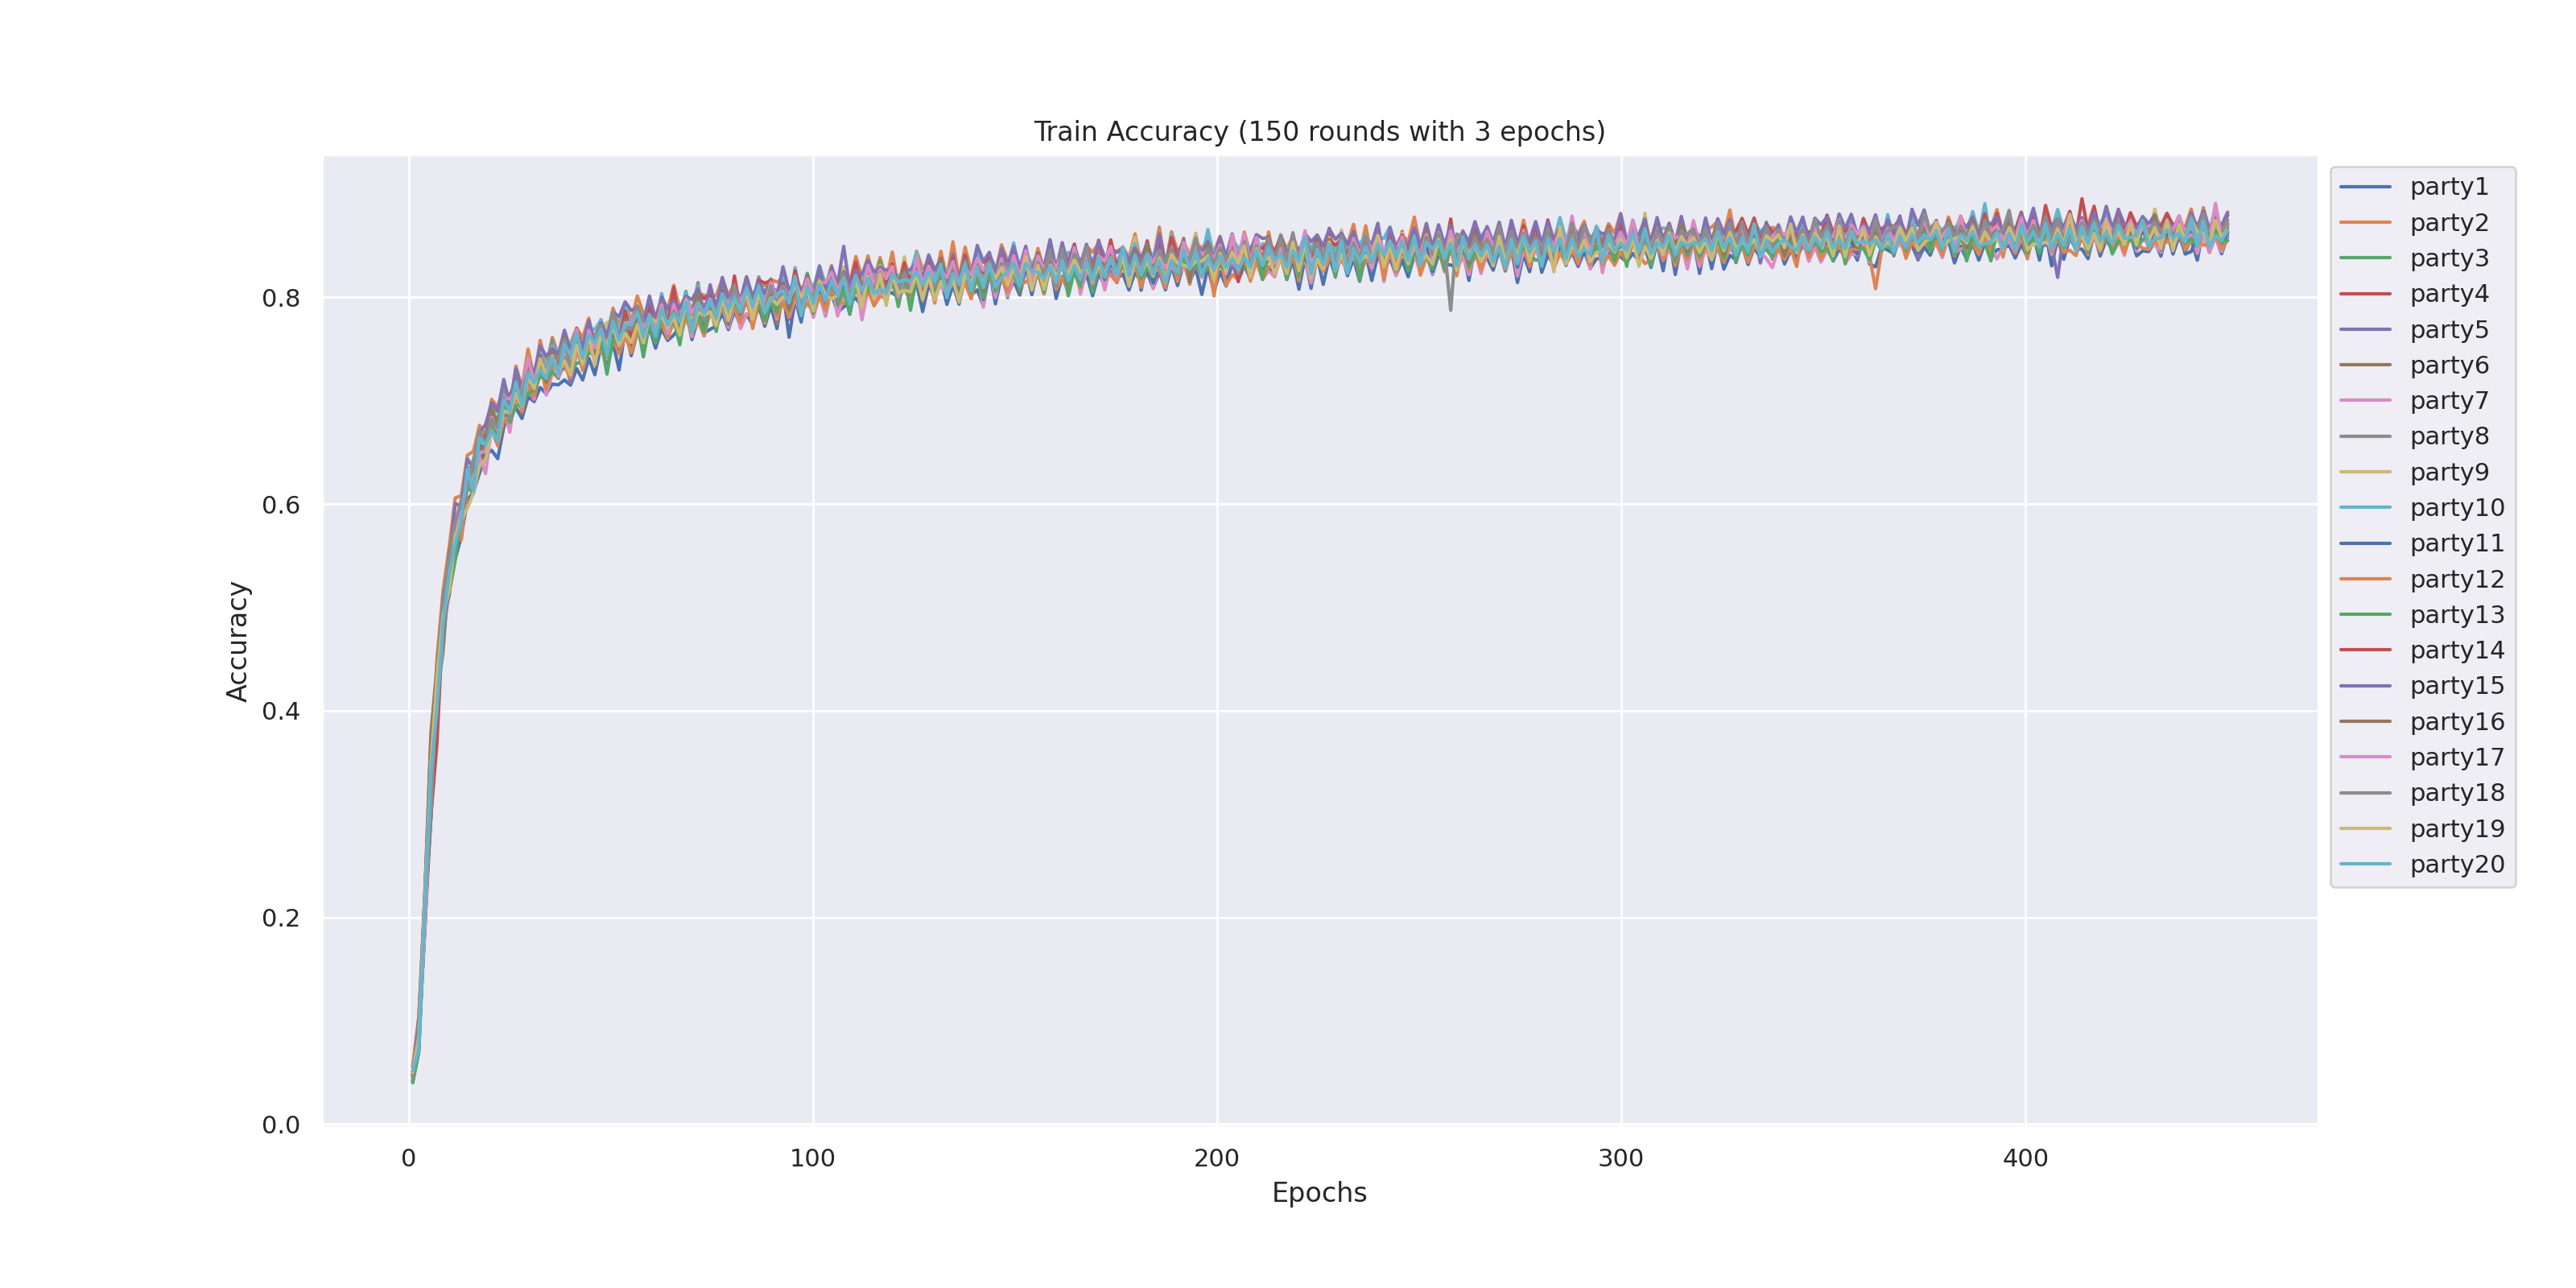 Train Accuracy (150 rounds with 3 epochs)
Accuracy
0.8
0.6
0.4
0.2
0.0
0
100
200
300
400
Epochs
party1
party2
party3
party4
party5
party6
party7
party8
party9
party10
party11
party12
party13
party14
party15
party16
party17
party18
party19
party20